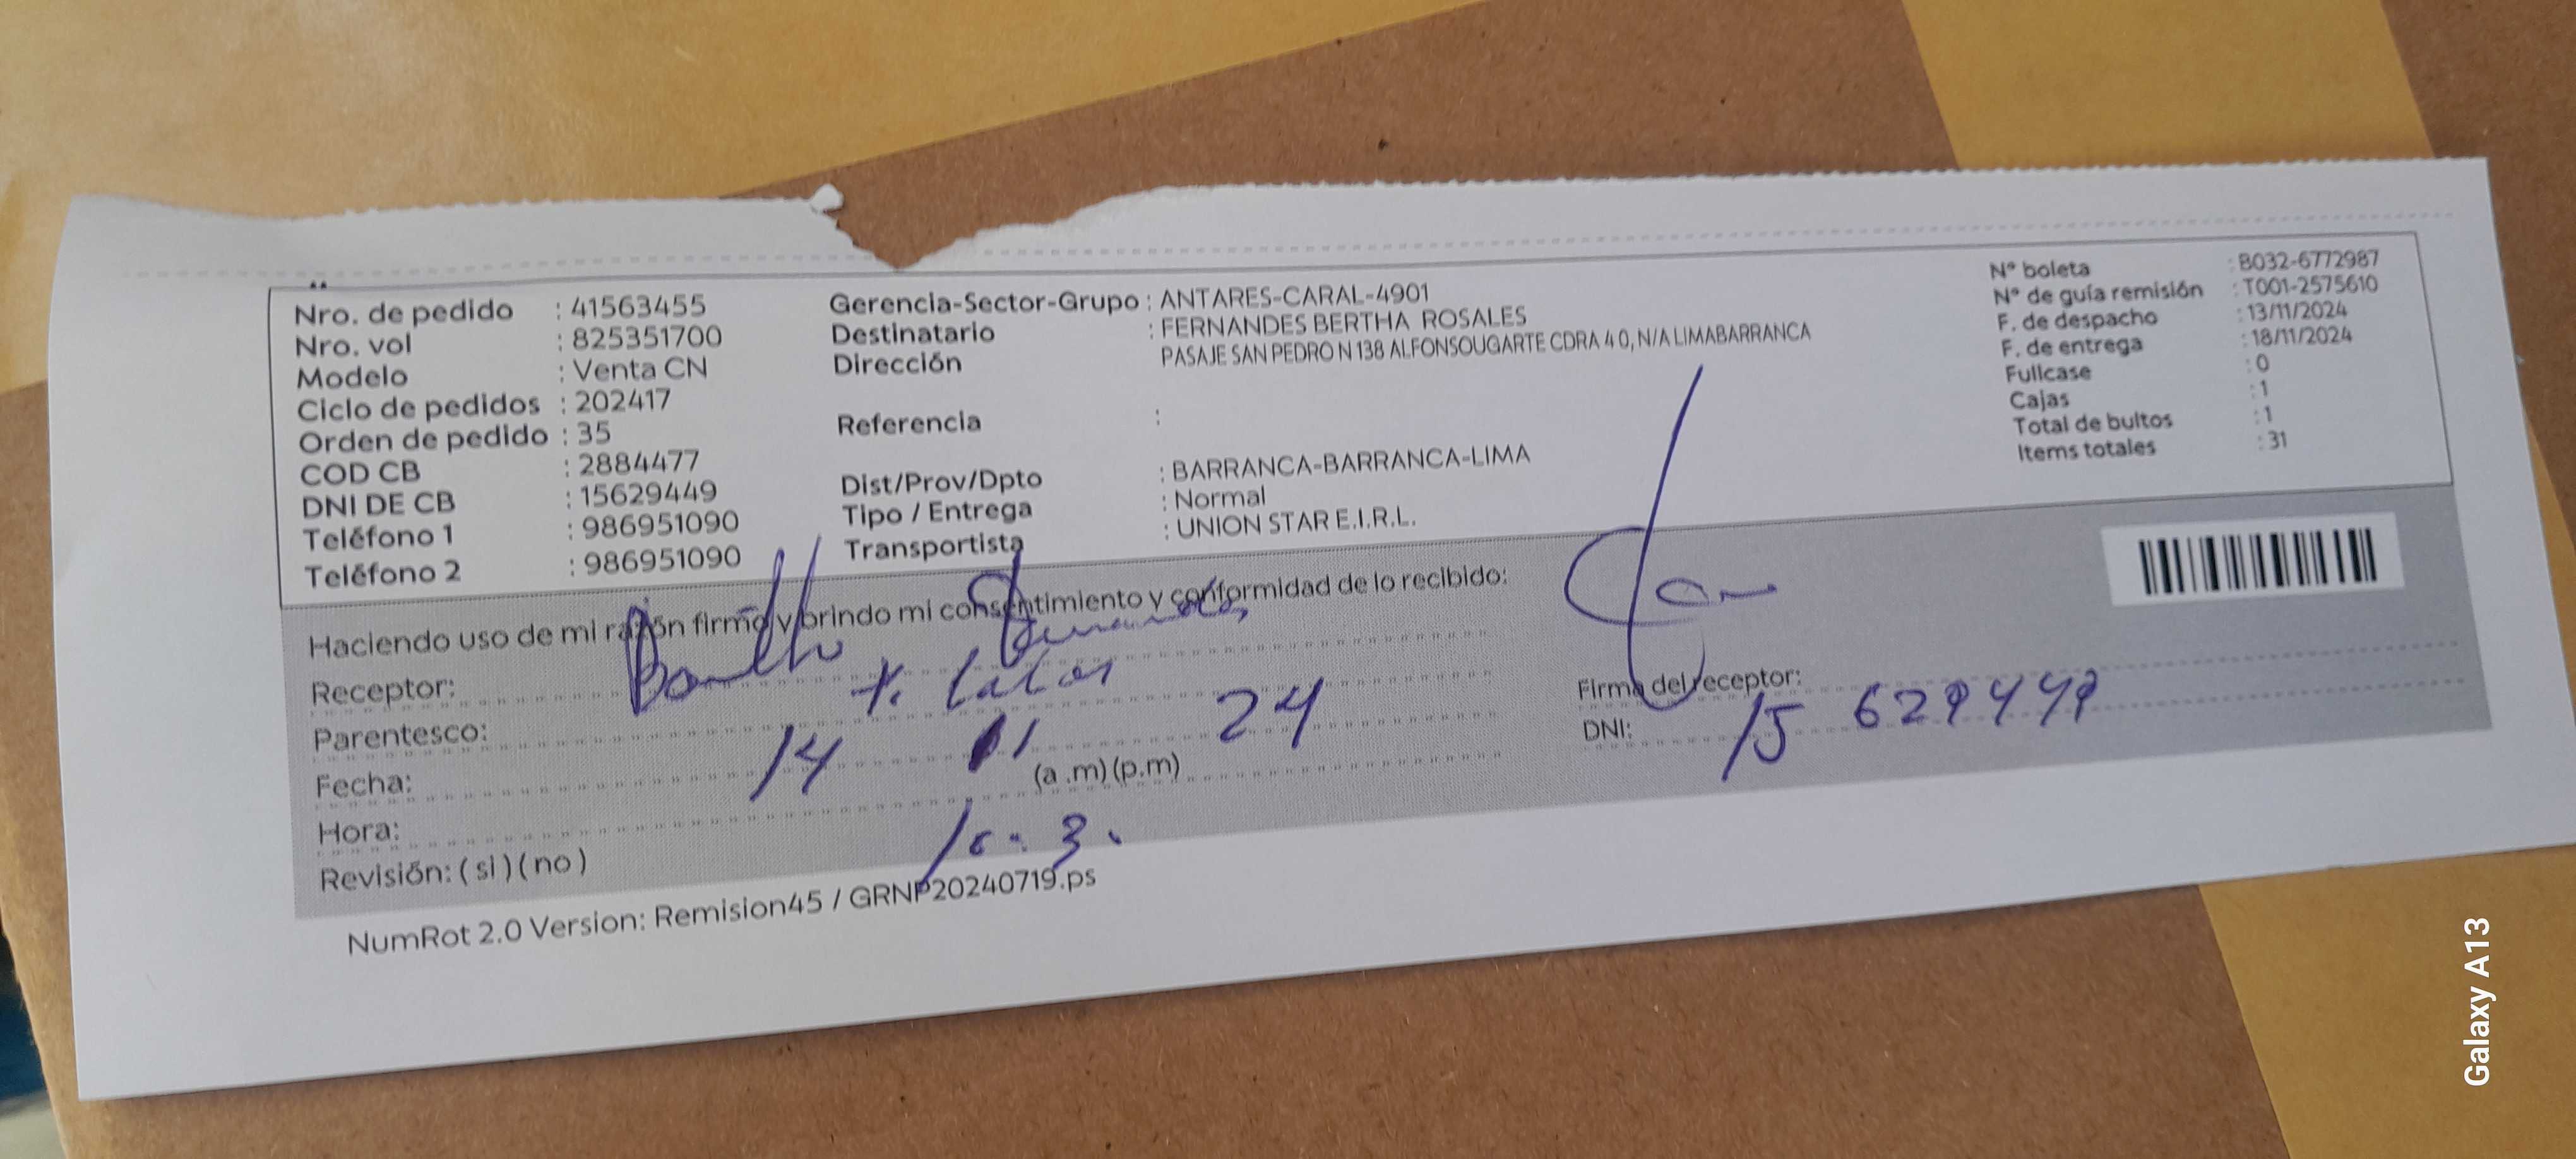 Nro. de pedido : 41563455
Nro. vol : 825351700
Modelo : Venta CN
Ciclo de pedidos : 202417
Orden de pedido : 35
COD CB : 2884477
DNI DE CB : 15629449
Teléfono 1 : 986951090
Teléfono 2 : 986951090
Gerencia-Sector-Grupo : ANTARES-CARAL-4901
Destinatario : FERNANDES BERTHA ROSALES
Dirección PASAJE SAN PEDRO N 138 ALFONSOUGARTE CDRA 4 0, N/A LIMABARRANCA
Referencia :
Dist/Prov/Dpto : BARRANCA-BARRANCA-LIMA
Tipo / Entrega : Normal
Transportista : UNION STAR E.I.R.L.
N° boleta : B032-6772987
N° de guía remisión : T001-2575610
F. de despacho : 13/11/2024
F. de entrega : 18/11/2024
Fullcase : 0
Cajas : 1
Total de bultos : 1
Items totales : 31
Haciendo uso de mi razón firmo y brindo mi consentimiento y conformidad de lo recibido:
Receptor:
Parentesco:
Fecha: 14 11 24
Hora: (a .m) (p.m)
Revisión: ( si ) ( no )
Firma del receptor:
DNI: 15 629449
NumRot 2.0 Version: Remision45 / GRNP20240719.ps
Galaxy A13